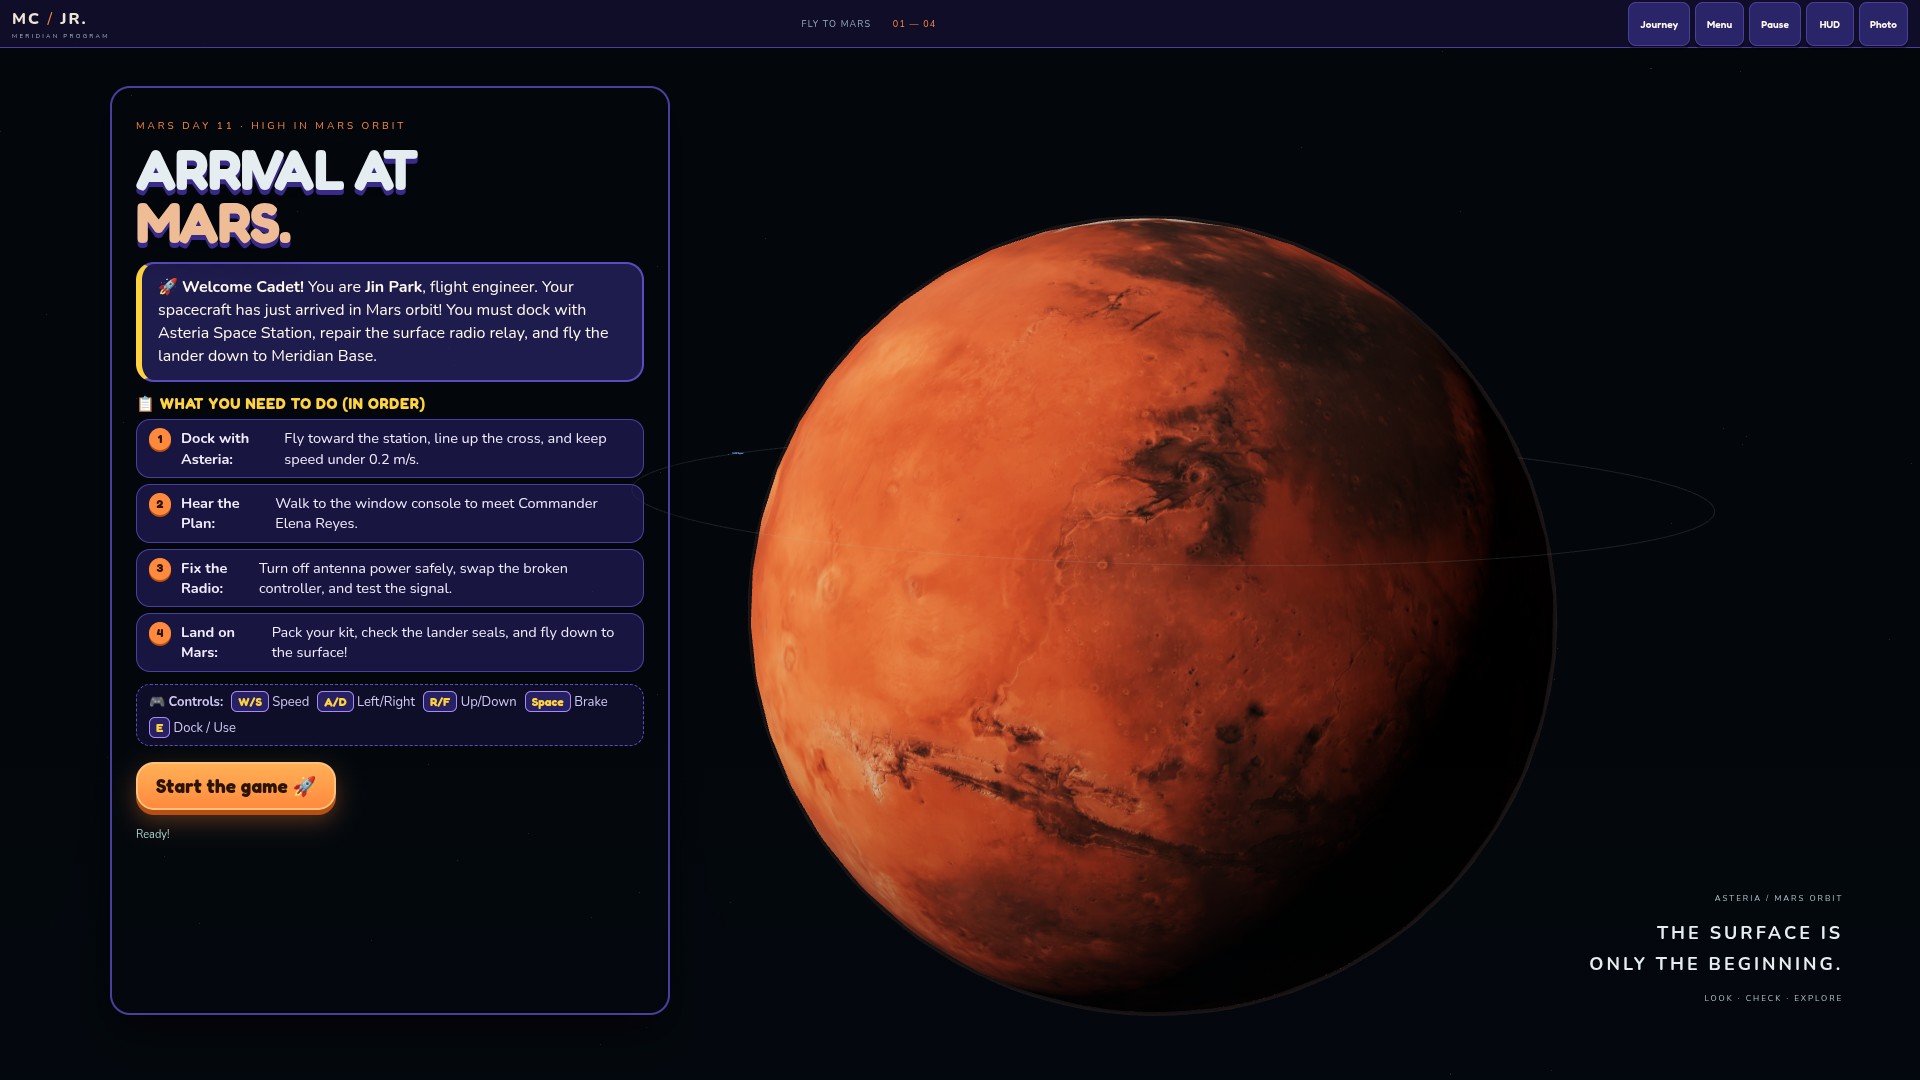 MC / JR.
MERIDIAN PROGRAM
FLY TO MARS 01 — 04
Journey Menu Pause HUD Photo
MARS DAY 11 · HIGH IN MARS ORBIT
ARRIVAL AT
MARS.
🚀 Welcome Cadet! You are Jin Park, flight engineer. Your
spacecraft has just arrived in Mars orbit! You must dock with
Asteria Space Station, repair the surface radio relay, and fly the
lander down to Meridian Base.
📋 WHAT YOU NEED TO DO (IN ORDER)
1 Dock with Asteria: Fly toward the station, line up the cross, and keep
speed under 0.2 m/s.
2 Hear the Plan: Walk to the window console to meet Commander
Elena Reyes.
3 Fix the Radio: Turn off antenna power safely, swap the broken
controller, and test the signal.
4 Land on Mars: Pack your kit, check the lander seals, and fly down to
the surface!
🎮 Controls: W/S Speed A/D Left/Right R/F Up/Down Space Brake
E Dock / Use
Start the game 🚀
Ready!
ASTERIA / MARS ORBIT
THE SURFACE IS
ONLY THE BEGINNING.
LOOK · CHECK · EXPLORE